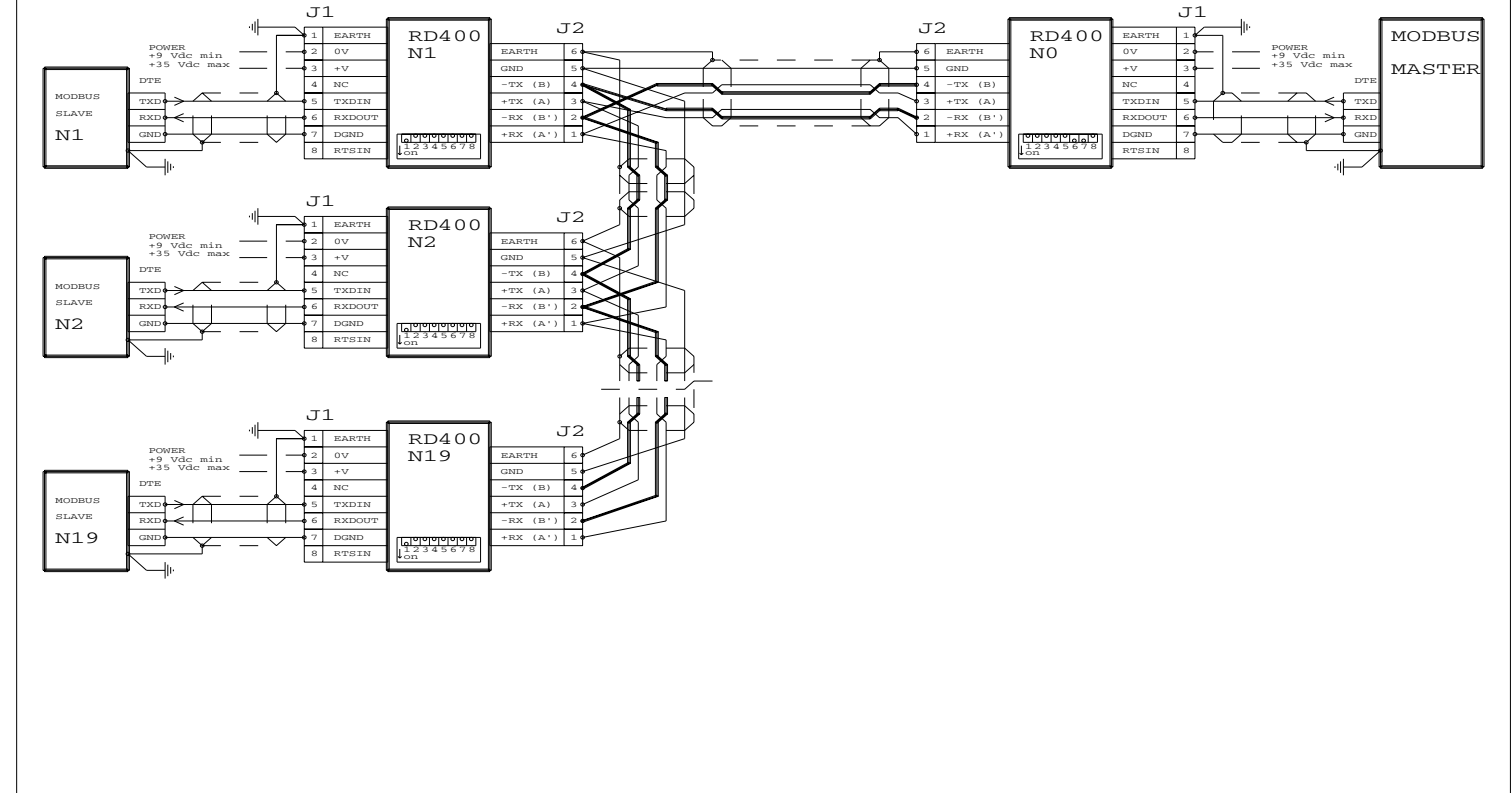 J1
RD400
N1
J2
1 EARTH
2 0V
3 +V
4 NC
5 TXDIN
6 RXDOUT
7 DGND
8 RTSIN
POWER
+9 Vdc min
+35 Vdc max
DTE
TXD
RXD
GND
MODBUS
SLAVE
N1
EARTH 6
GND 5
-TX (B) 4
+TX (A) 3
-RX (B') 2
+RX (A') 1
12345678
on
J2
RD400
N0
J1
6 EARTH
5 GND
4 -TX (B)
3 +TX (A)
2 -RX (B')
1 +RX (A')
12345678
on
EARTH 1
0V 2
+V 3
NC 4
TXDIN 5
RXDOUT 6
DGND 7
RTSIN 8
POWER
+9 Vdc min
+35 Vdc max
DTE
TXD
RXD
GND
MODBUS
MASTER
J1
RD400
N2
J2
1 EARTH
2 0V
3 +V
4 NC
5 TXDIN
6 RXDOUT
7 DGND
8 RTSIN
POWER
+9 Vdc min
+35 Vdc max
DTE
TXD
RXD
GND
MODBUS
SLAVE
N2
EARTH 6
GND 5
-TX (B) 4
+TX (A) 3
-RX (B') 2
+RX (A') 1
12345678
on
J1
RD400
N19
J2
1 EARTH
2 0V
3 +V
4 NC
5 TXDIN
6 RXDOUT
7 DGND
8 RTSIN
POWER
+9 Vdc min
+35 Vdc max
DTE
TXD
RXD
GND
MODBUS
SLAVE
N19
EARTH 6
GND 5
-TX (B) 4
+TX (A) 3
-RX (B') 2
+RX (A') 1
12345678
on